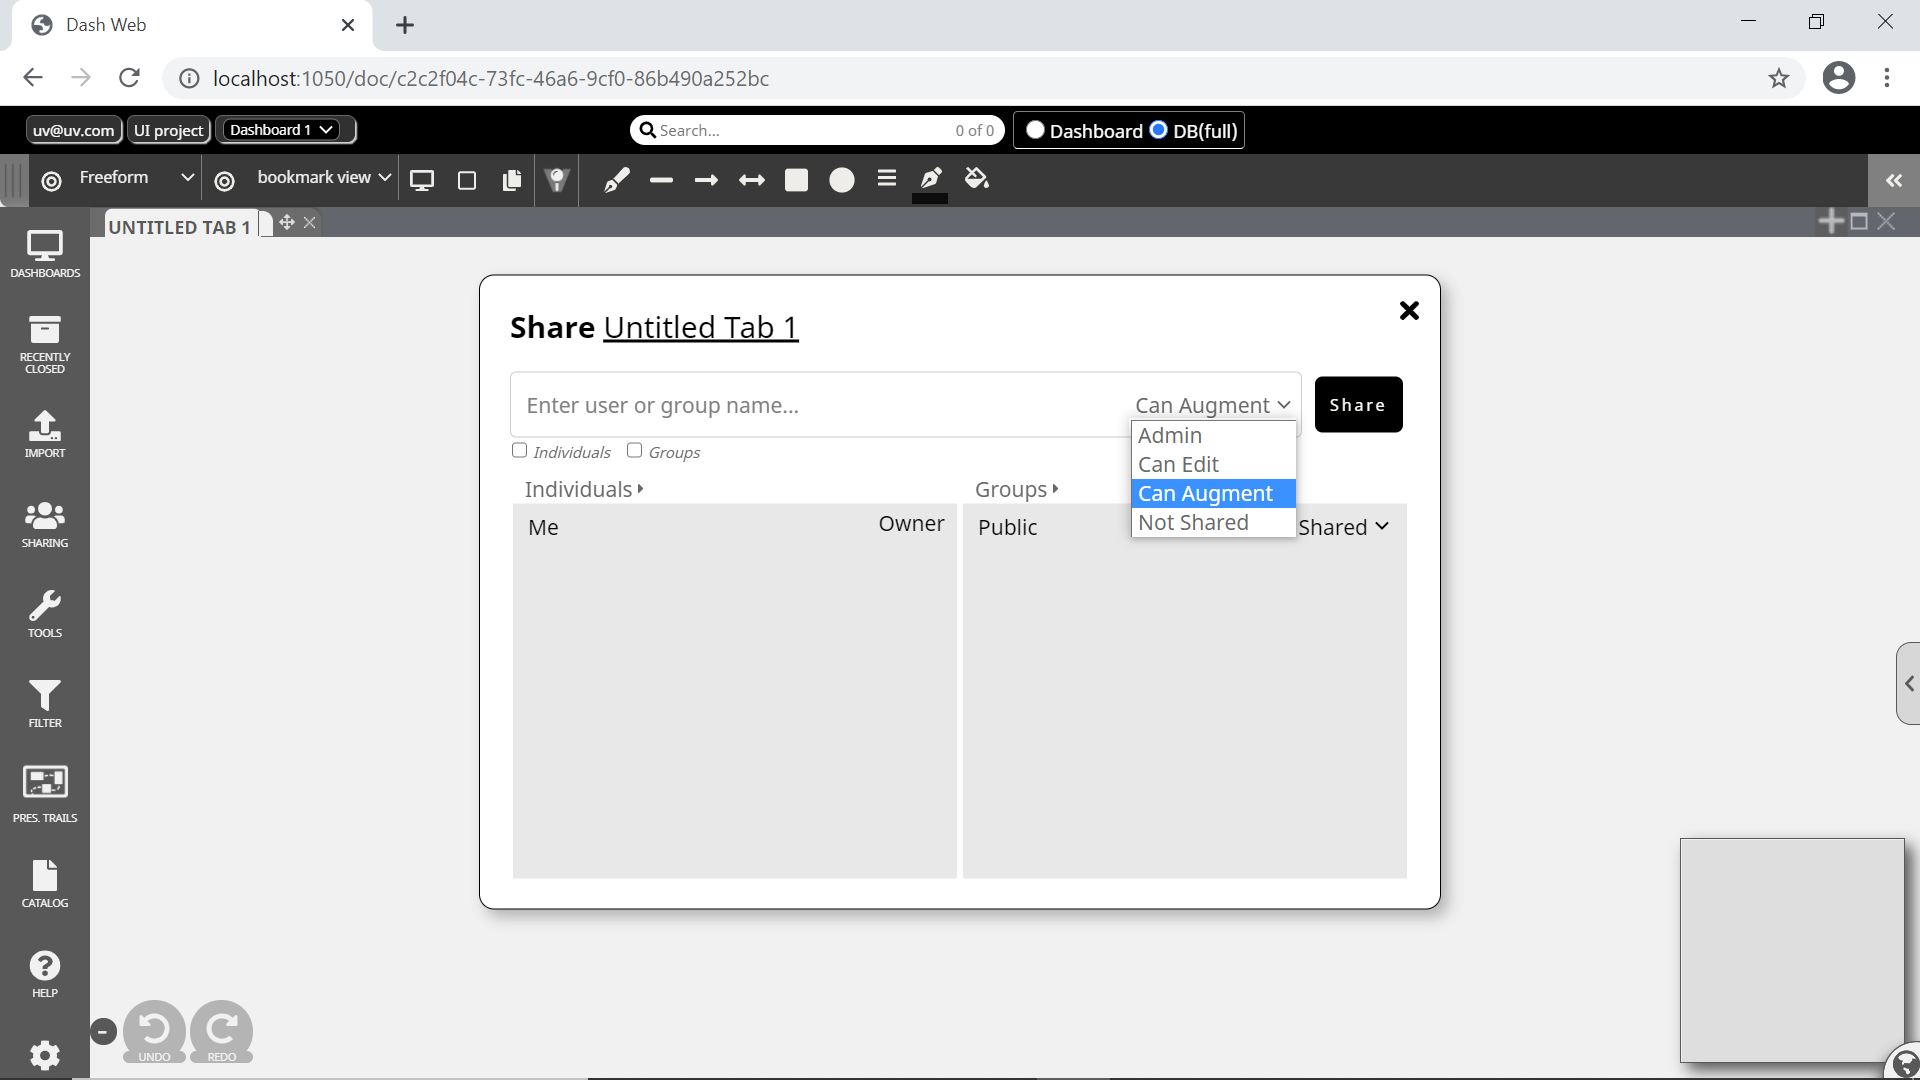 Dash Web
localhost:1050/doc/c2c2f04c-73fc-46a6-9cf0-86b490a252bc
uv@uv.com UI project Dashboard 1 Search... 0 of 0 Dashboard DB(full)
Freeform bookmark view
UNTITLED TAB 1
DASHBOARDS
RECENTLY
CLOSED
IMPORT
SHARING
TOOLS
FILTER
PRES. TRAILS
CATALOG
HELP
Share Untitled Tab 1
Enter user or group name... Can Augment Share
Admin
Can Edit
Can Augment
Not Shared
Individuals Groups
Individuals Groups
Me Owner Public Shared
UNDO REDO